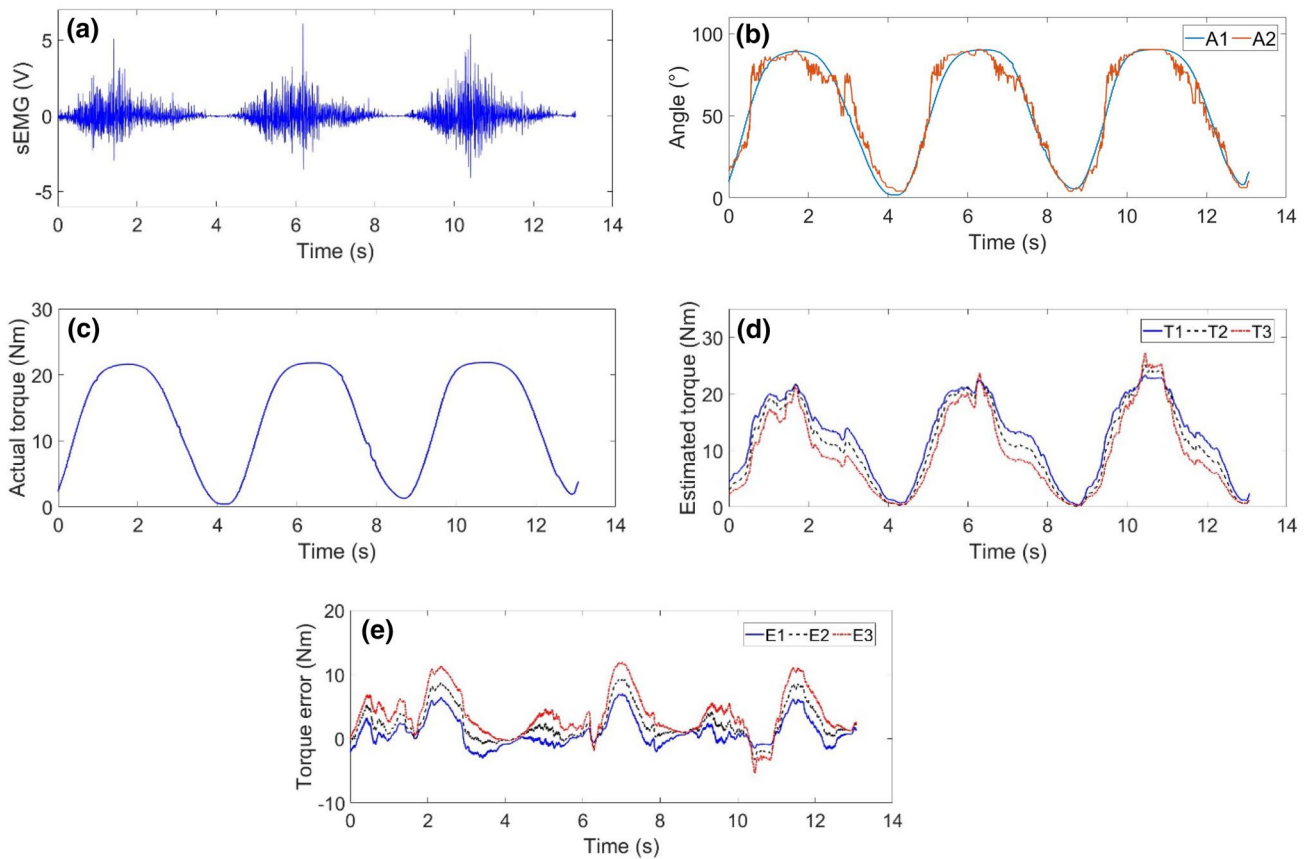 (a)
sEMG (V)
5
0
-5
0 2 4 6 8 10 12 14
Time (s)
(b)
A1 A2
Angle (°)
100
50
0
0 2 4 6 8 10 12 14
Time (s)
(c)
Actual torque (Nm)
30
20
10
0
0 2 4 6 8 10 12 14
Time (s)
(d)
T1 T2 T3
Estimated torque (Nm)
30
20
10
0
0 2 4 6 8 10 12 14
Time (s)
(e)
E1 E2 E3
Torque error (Nm)
20
10
0
-10
0 2 4 6 8 10 12 14
Time (s)